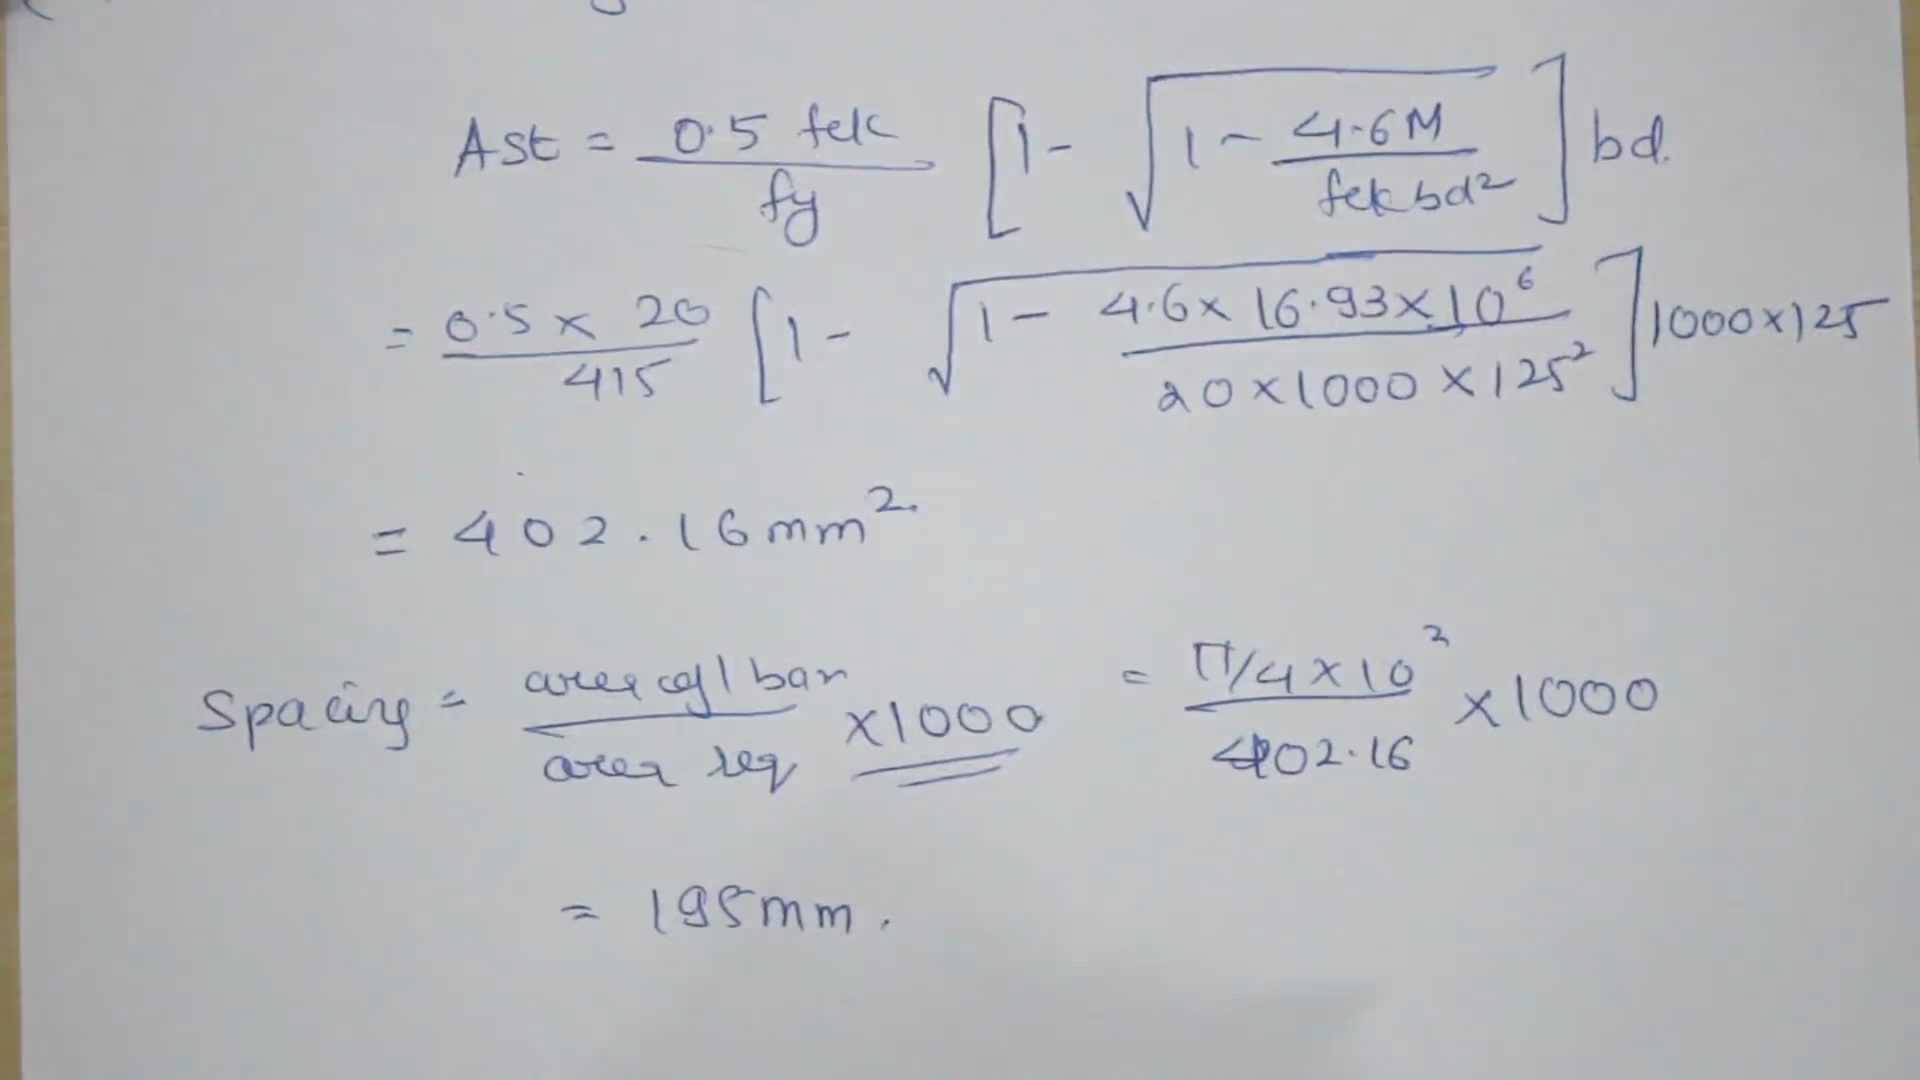 Ast = 0.5 fck / fy [1 - √(1 - 4.6M / fck bd²)] bd.
= 0.5 x 20 / 415 [1 - √(1 - 4.6 x 16.93 x 10⁶ / 20 x 1000 x 125²)] 1000 x 125
= 402.16 mm².
Spacing = area of 1 bar / area req x 1000 = π/4 x 10² / 402.16 x 1000
= 195mm.